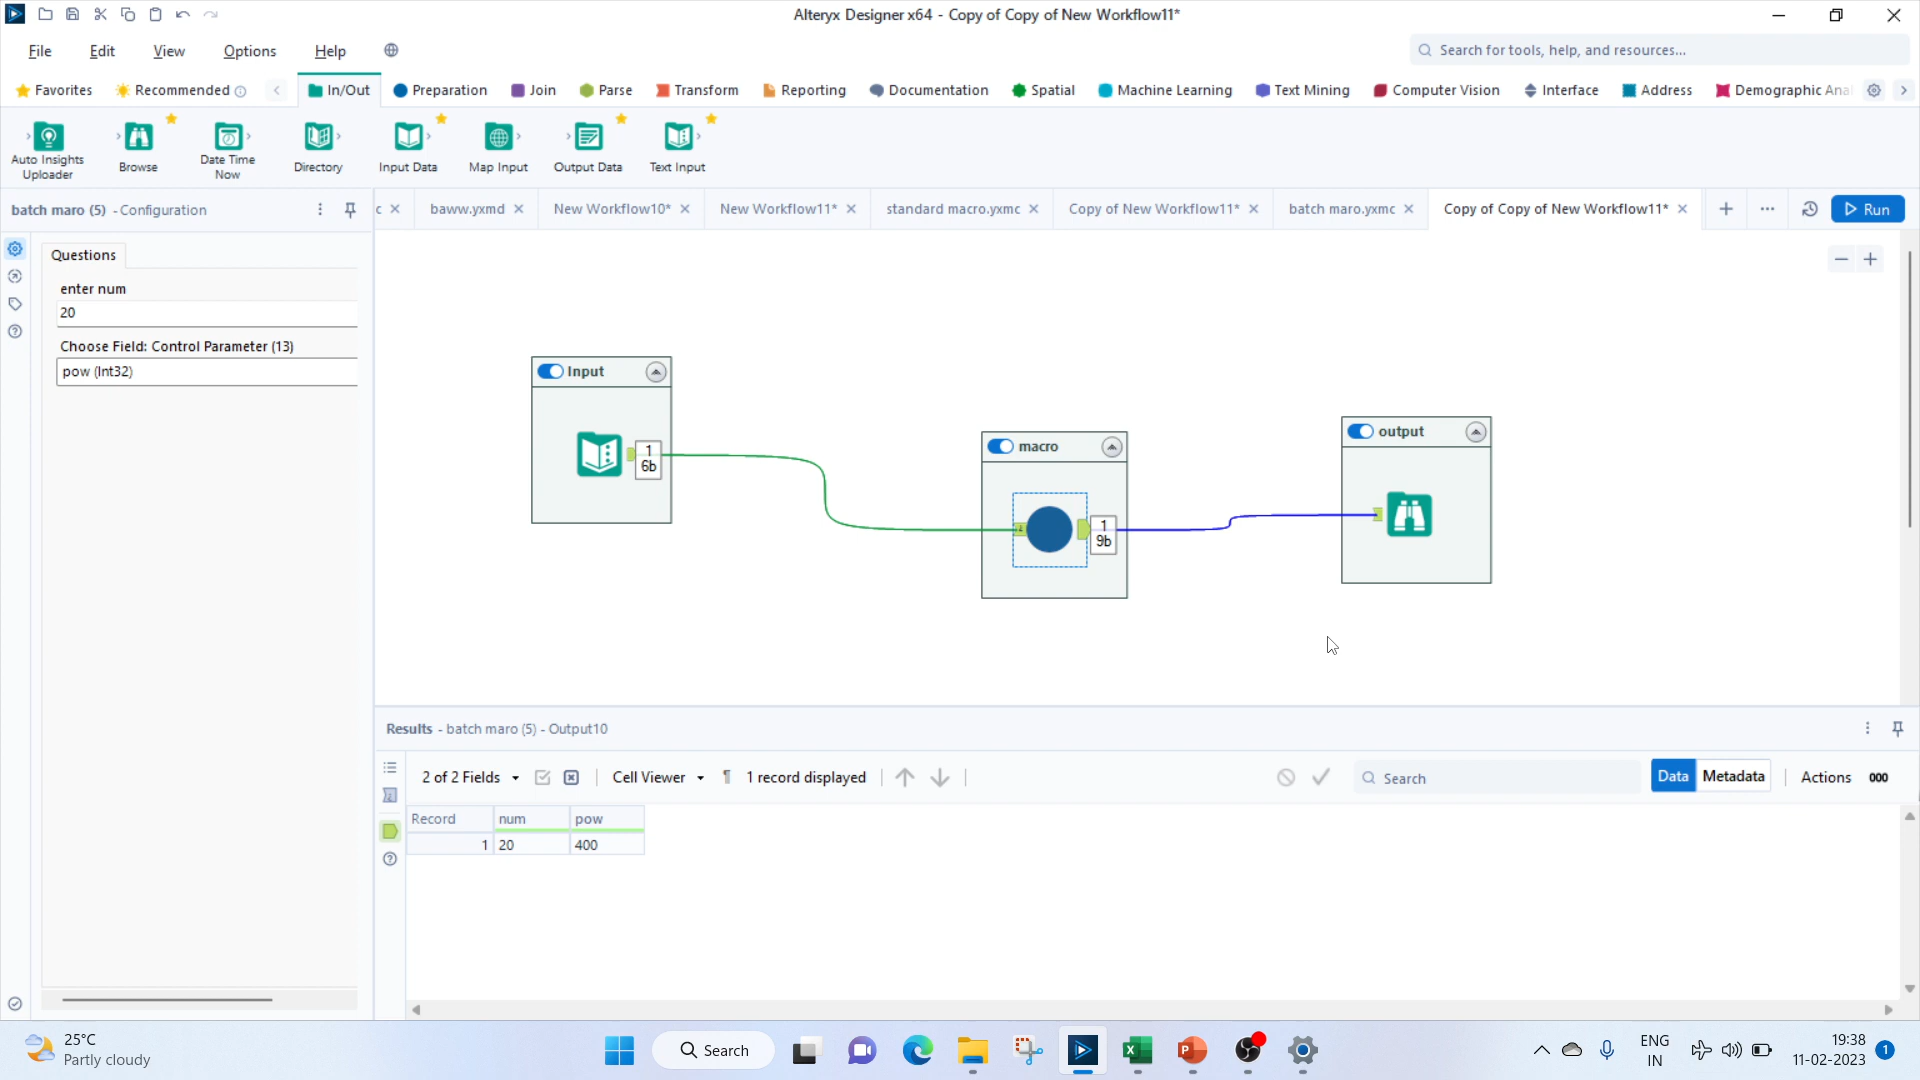 Alteryx Designer x64 - Copy of Copy of New Workflow11*
File Edit View Options Help
Search for tools, help, and resources...
Favorites Recommended In/Out Preparation Join Parse Transform Reporting Documentation Spatial Machine Learning Text Mining Computer Vision Interface Address Demographic Anal
Auto Insights Uploader
Browse
Date Time Now
Directory
Input Data
Map Input
Output Data
Text Input
batch maro (5) - Configuration
c baww.yxmd New Workflow10* New Workflow11* standard macro.yxmc Copy of New Workflow11* batch maro.yxmc Copy of Copy of New Workflow11* Run
Questions
enter num
20
Choose Field: Control Parameter (13)
pow (Int32)
Input
1
6b
macro
1
9b
output
Results - batch maro (5) - Output10
2 of 2 Fields Cell Viewer 1 record displayed Search Data Metadata Actions 000
Record num pow
1 20 400
25°C
Partly cloudy
Search
ENG
IN
19:38
11-02-2023
1